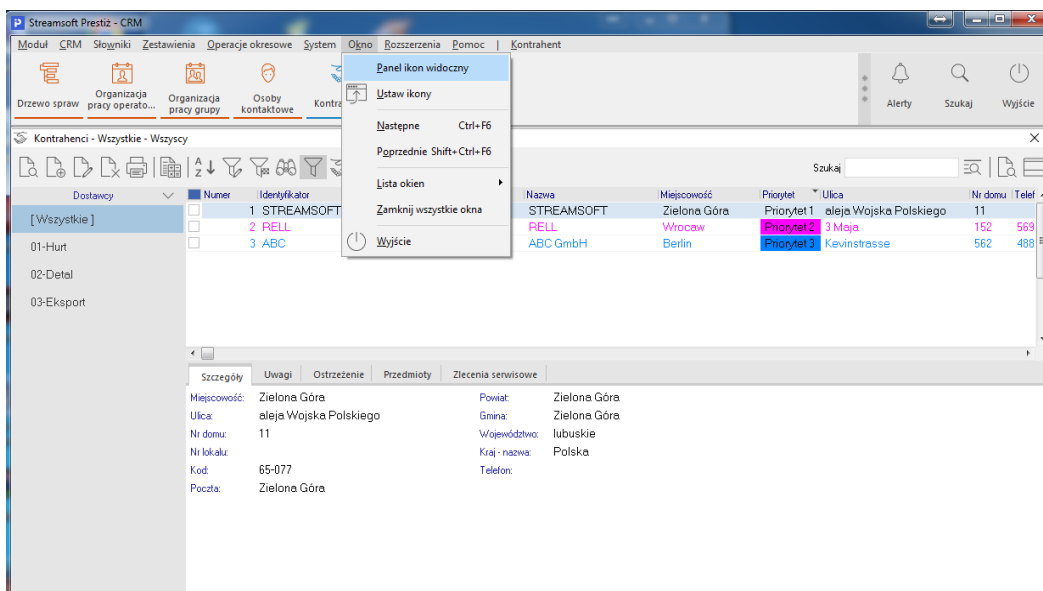 Streamsoft Prestiż - CRM
Moduł CRM Słowniki Zestawienia Operacje okresowe System Okno Rozszerzenia Pomoc | Kontrahent
Drzewo spraw
Organizacja
pracy operato...
Organizacja
pracy grupy
Osoby
kontaktowe
Alerty
Szukaj
Wyjście
Panel ikon widoczny
Ustaw ikony
Następne Ctrl+F6
Poprzednie Shift+Ctrl+F6
Lista okien
Zamknij wszystkie okna
Wyjście
Kontrahenci - Wszystkie - Wszyscy
Szukaj
Dostawcy
[Wszystkie]
01-Hurt
02-Detal
03-Eksport
Numer Identyfikator Nazwa Miejscowość Priorytet Ulica Nr domu Telef
1 STREAMSOFT STREAMSOFT Zielona Góra Priorytet 1 aleja Wojska Polskiego 11
2 RELL RELL Wrocaw Priorytet 2 3 Maja 152 569
3 ABC ABC GmbH Berlin Priorytet 3 Kevinstrasse 562 488
Szczegóły Uwagi Ostrzeżenie Przedmioty Zlecenia serwisowe
Miejscowość: Zielona Góra Powiat: Zielona Góra
Ulica: aleja Wojska Polskiego Gmina: Zielona Góra
Nr domu: 11 Województwo: lubuskie
Nr lokalu: Kraj - nazwa: Polska
Kod: 65-077 Telefon:
Poczta: Zielona Góra